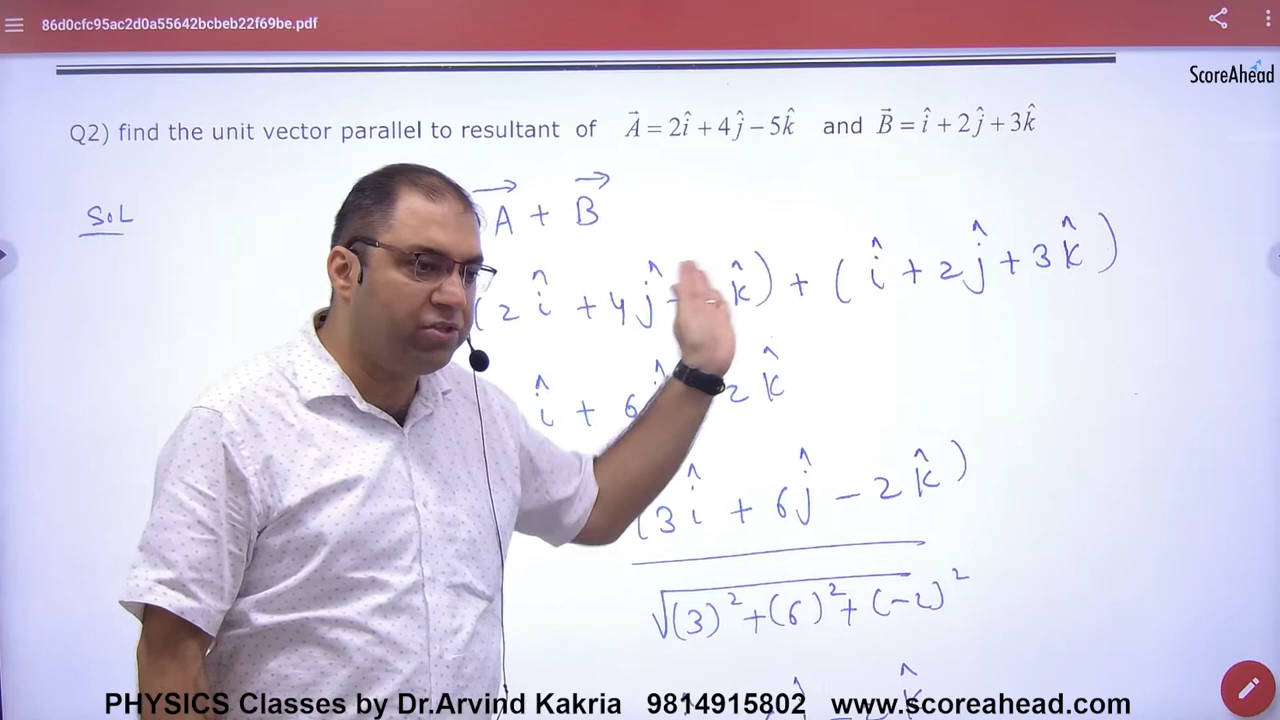 86d0cfc95ac2d0a55642bcbeb22f69be.pdf
ScoreAhead
Q2) find the unit vector parallel to resultant of A⃗ = 2î + 4ĵ − 5k̂ and B⃗ = î + 2ĵ + 3k̂
SOL
A⃗ + B⃗
(2î + 4ĵ - k̂) + (î + 2ĵ + 3k̂)
î + 6 2k̂
(3î + 6ĵ − 2k̂)
√(3)² + (6)² + (−2)²
k̂
PHYSICS Classes by Dr.Arvind Kakria 9814915802 www.scoreahead.com